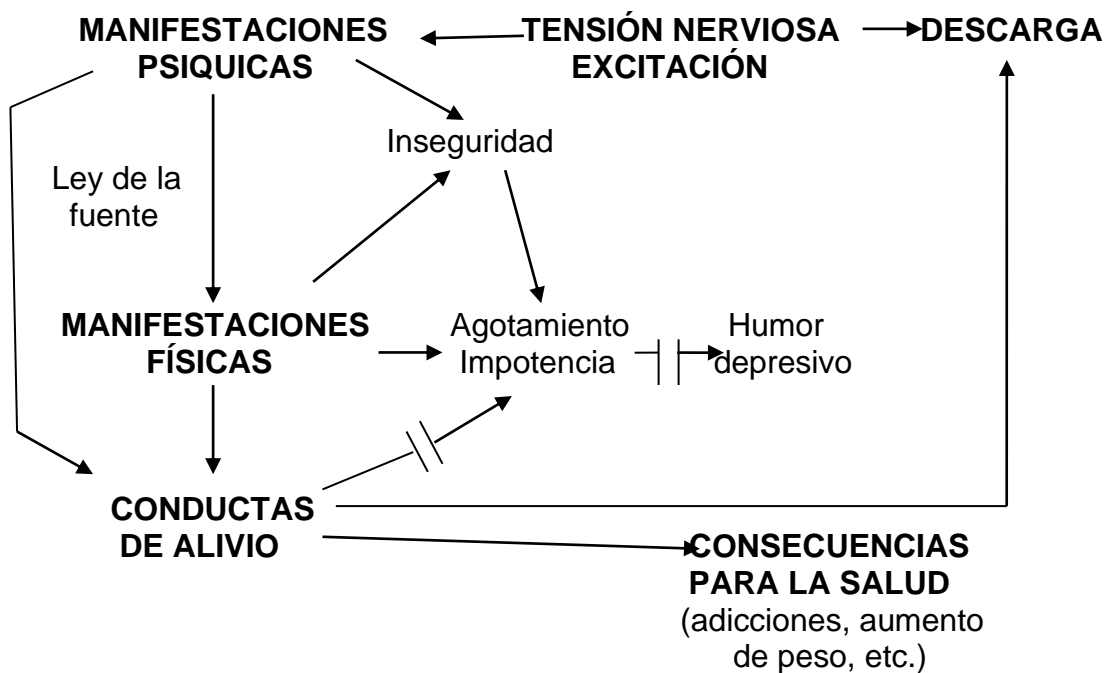 MANIFESTACIONES
PSIQUICAS
TENSIÓN NERVIOSA
EXCITACIÓN
DESCARGA
Inseguridad
Ley de la
fuente
MANIFESTACIONES
FÍSICAS
Agotamiento
Impotencia
Humor
depresivo
CONDUCTAS
DE ALIVIO
CONSECUENCIAS
PARA LA SALUD
(adicciones, aumento
de peso, etc.)